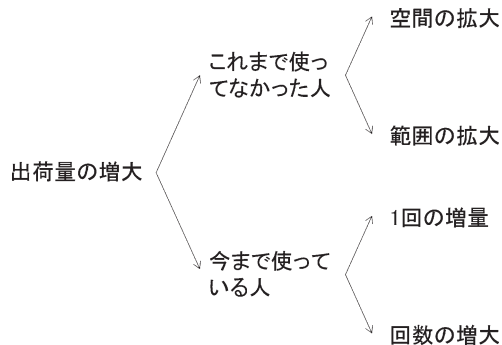 空間の拡大
これまで使っ
てなかった人
範囲の拡大
出荷量の増大
1回の増量
今まで使って
いる人
回数の増大